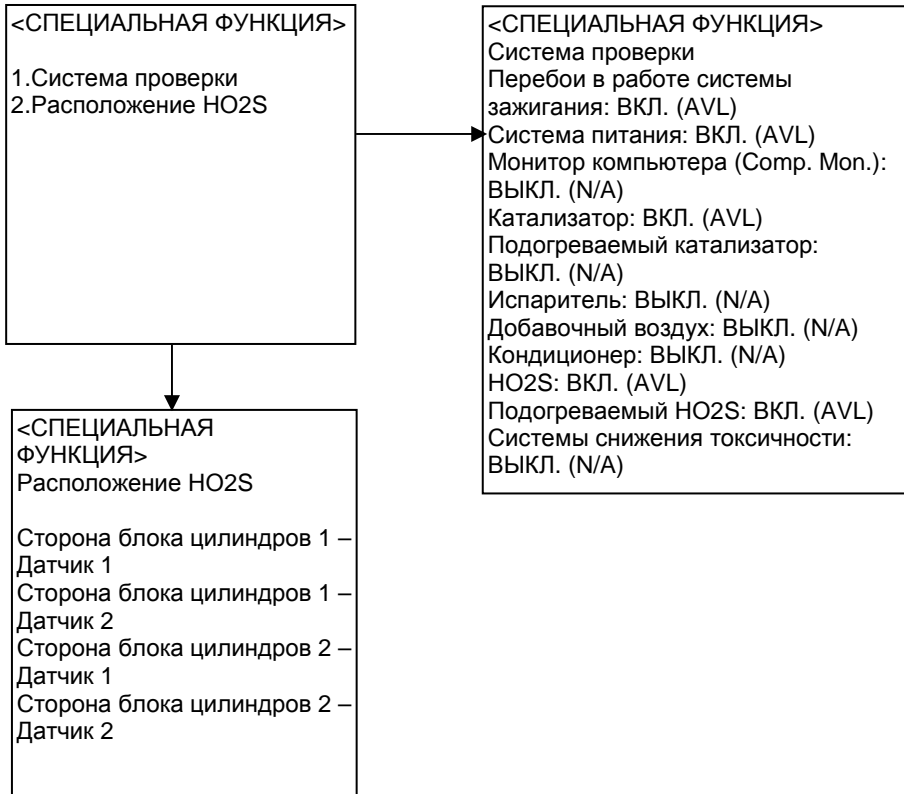 <СПЕЦИАЛЬНАЯ ФУНКЦИЯ>
1.Система проверки
2.Расположение HO2S
<СПЕЦИАЛЬНАЯ ФУНКЦИЯ>
Система проверки
Перебои в работе системы
зажигания: ВКЛ. (AVL)
Система питания: ВКЛ. (AVL)
Монитор компьютера (Comp. Mon.):
ВЫКЛ. (N/A)
Катализатор: ВКЛ. (AVL)
Подогреваемый катализатор:
ВЫКЛ. (N/A)
Испаритель: ВЫКЛ. (N/A)
Добавочный воздух: ВЫКЛ. (N/A)
Кондиционер: ВЫКЛ. (N/A)
HO2S: ВКЛ. (AVL)
Подогреваемый HO2S: ВКЛ. (AVL)
Системы снижения токсичности:
ВЫКЛ. (N/A)
<СПЕЦИАЛЬНАЯ
ФУНКЦИЯ>
Расположение HO2S
Сторона блока цилиндров 1 –
Датчик 1
Сторона блока цилиндров 1 –
Датчик 2
Сторона блока цилиндров 2 –
Датчик 1
Сторона блока цилиндров 2 –
Датчик 2